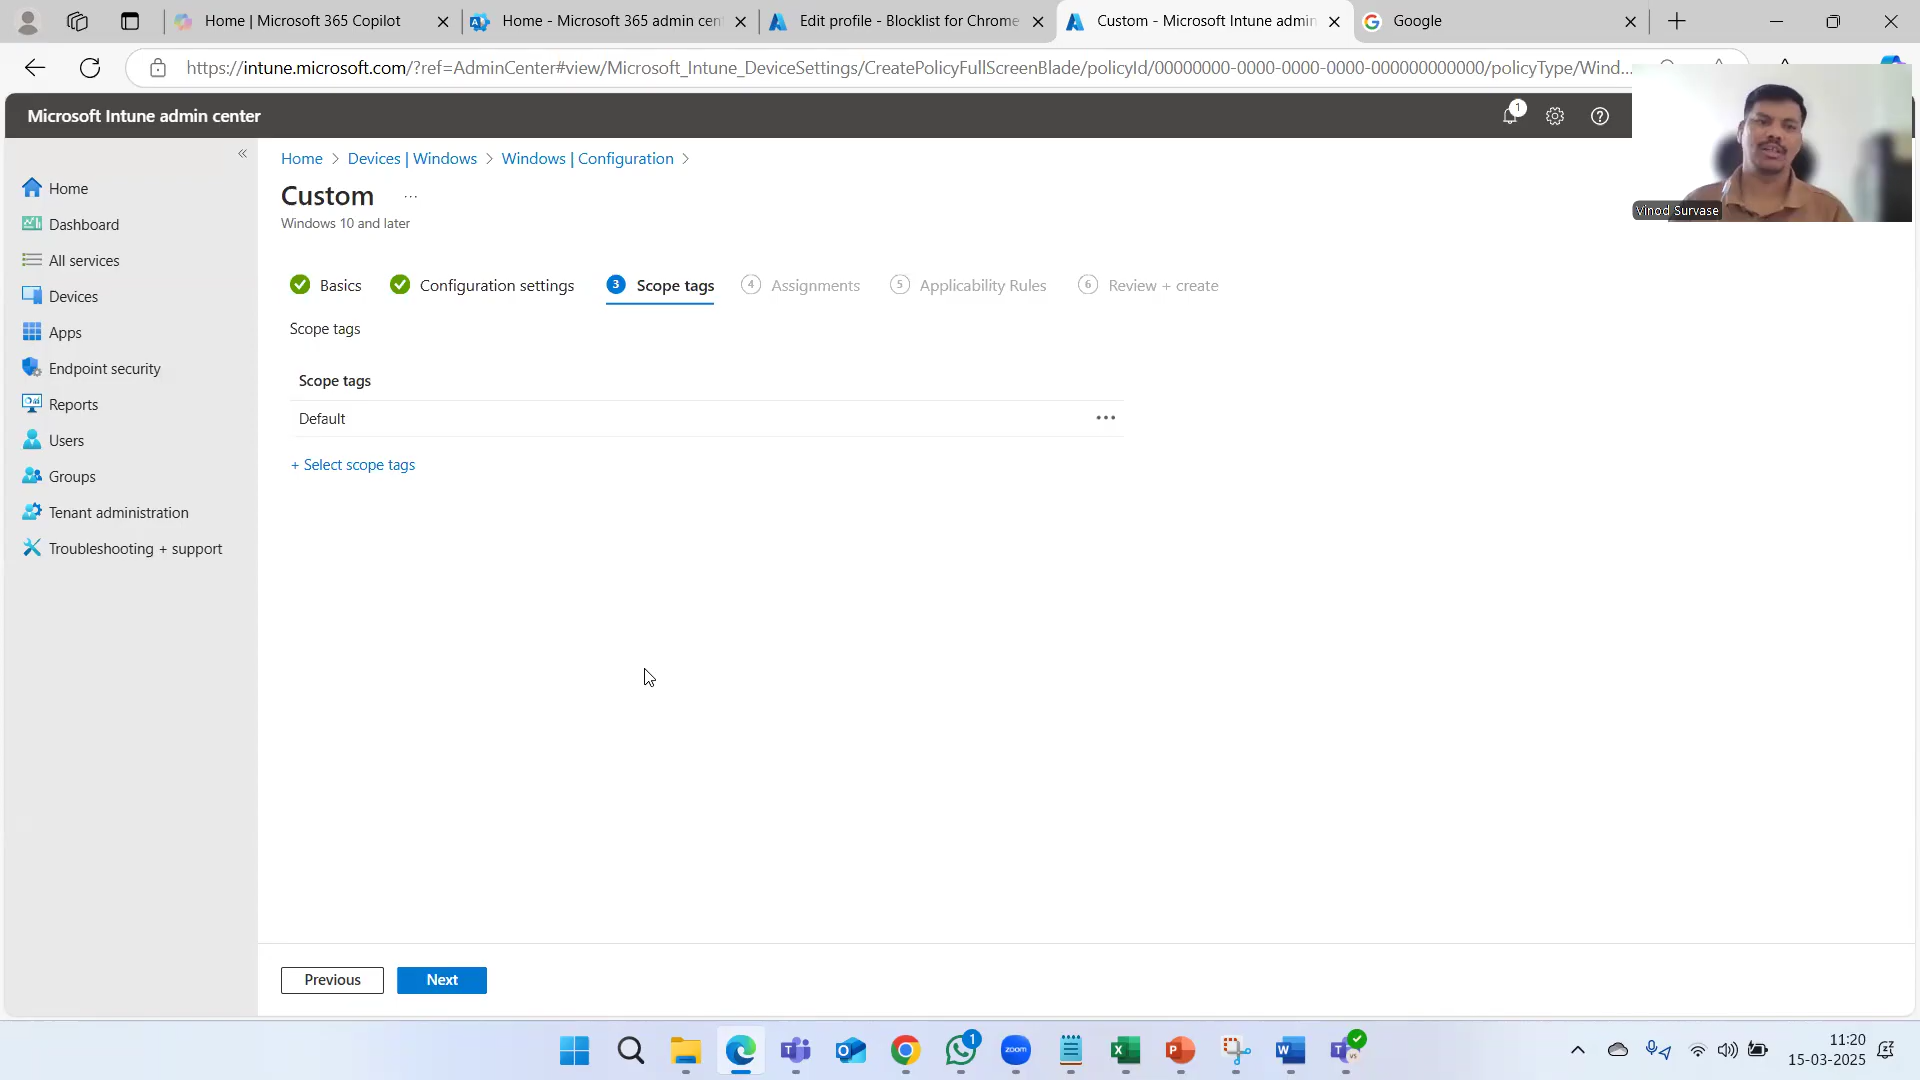 Home | Microsoft 365 Copilot
Home - Microsoft 365 admin cen
Edit profile - Blocklist for Chrome
Custom - Microsoft Intune admin
Google
https://intune.microsoft.com/?ref=AdminCenter#view/Microsoft_Intune_DeviceSettings/CreatePolicyFullScreenBlade/policyId/00000000-0000-0000-0000-000000000000/policyType/Wind...
Microsoft Intune admin center
1
Vinod Survase
Home
Dashboard
All services
Devices
Apps
Endpoint security
Reports
Users
Groups
Tenant administration
Troubleshooting + support
Home > Devices | Windows > Windows | Configuration >
Custom ...
Windows 10 and later
Basics
Configuration settings
3 Scope tags
4 Assignments
5 Applicability Rules
6 Review + create
Scope tags
Scope tags
Default
+ Select scope tags
Previous
Next
1
zoom
11:20
15-03-2025